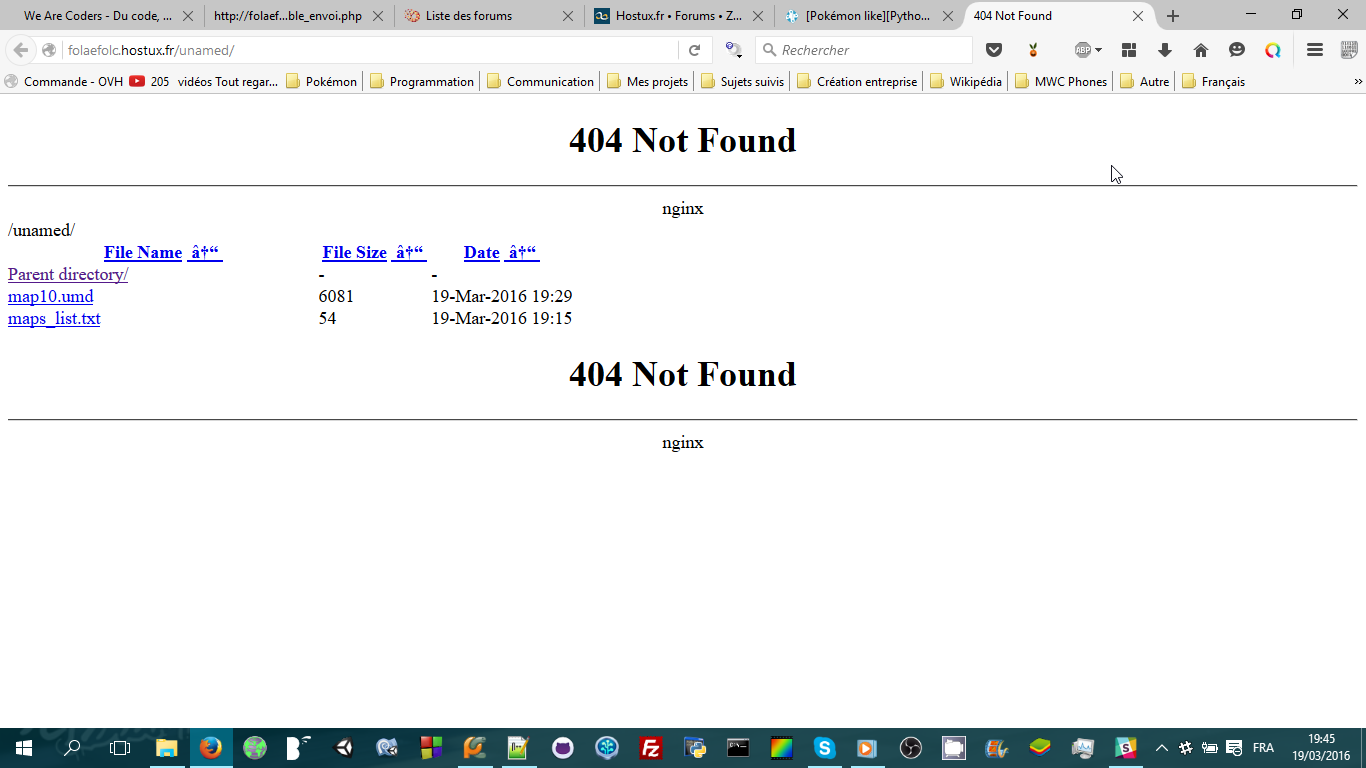 We Are Coders - Du code, ...
http://folaef...ble_envoi.php
Liste des forums
Hostux.fr • Forums • Z...
[Pokémon like][Pytho...
404 Not Found
folaefolc.hostux.fr/unamed/
Rechercher
ABP
Commande - OVH
205 vidéos Tout regar...
Pokémon
Programmation
Communication
Mes projets
Sujets suivis
Création entreprise
Wikipédia
MWC Phones
Autre
Français
404 Not Found
nginx
/unamed/
File Name  â†“ File Size  â†“ Date  â†“
Parent directory/ - -
map10.umd 6081 19-Mar-2016 19:29
maps_list.txt 54 19-Mar-2016 19:15
404 Not Found
nginx
FRA
19:45
19/03/2016